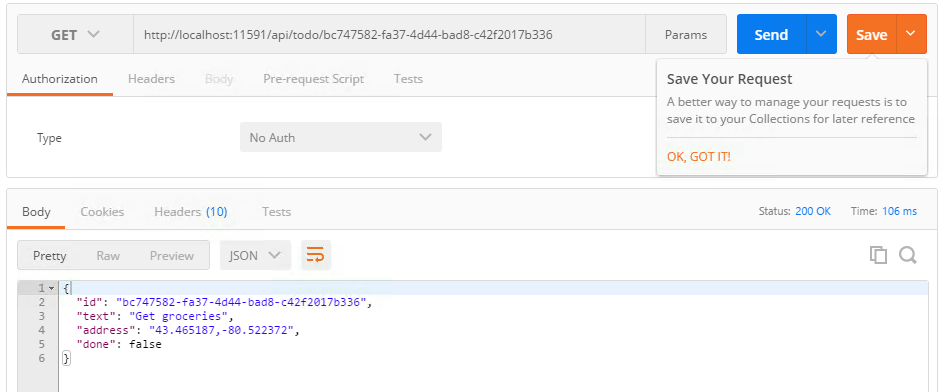 GET http://localhost:11591/api/todo/bc747582-fa37-4d44-bad8-c42f2017b336 Params Send Save
Authorization Headers Body Pre-request Script Tests
Save Your Request
A better way to manage your requests is to
save it to your Collections for later reference
OK, GOT IT!
Type No Auth
Body Cookies Headers (10) Tests Status: 200 OK Time: 106 ms
Pretty Raw Preview JSON
1 {
2 "id": "bc747582-fa37-4d44-bad8-c42f2017b336",
3 "text": "Get groceries",
4 "address": "43.465187,-80.522372",
5 "done": false
6 }